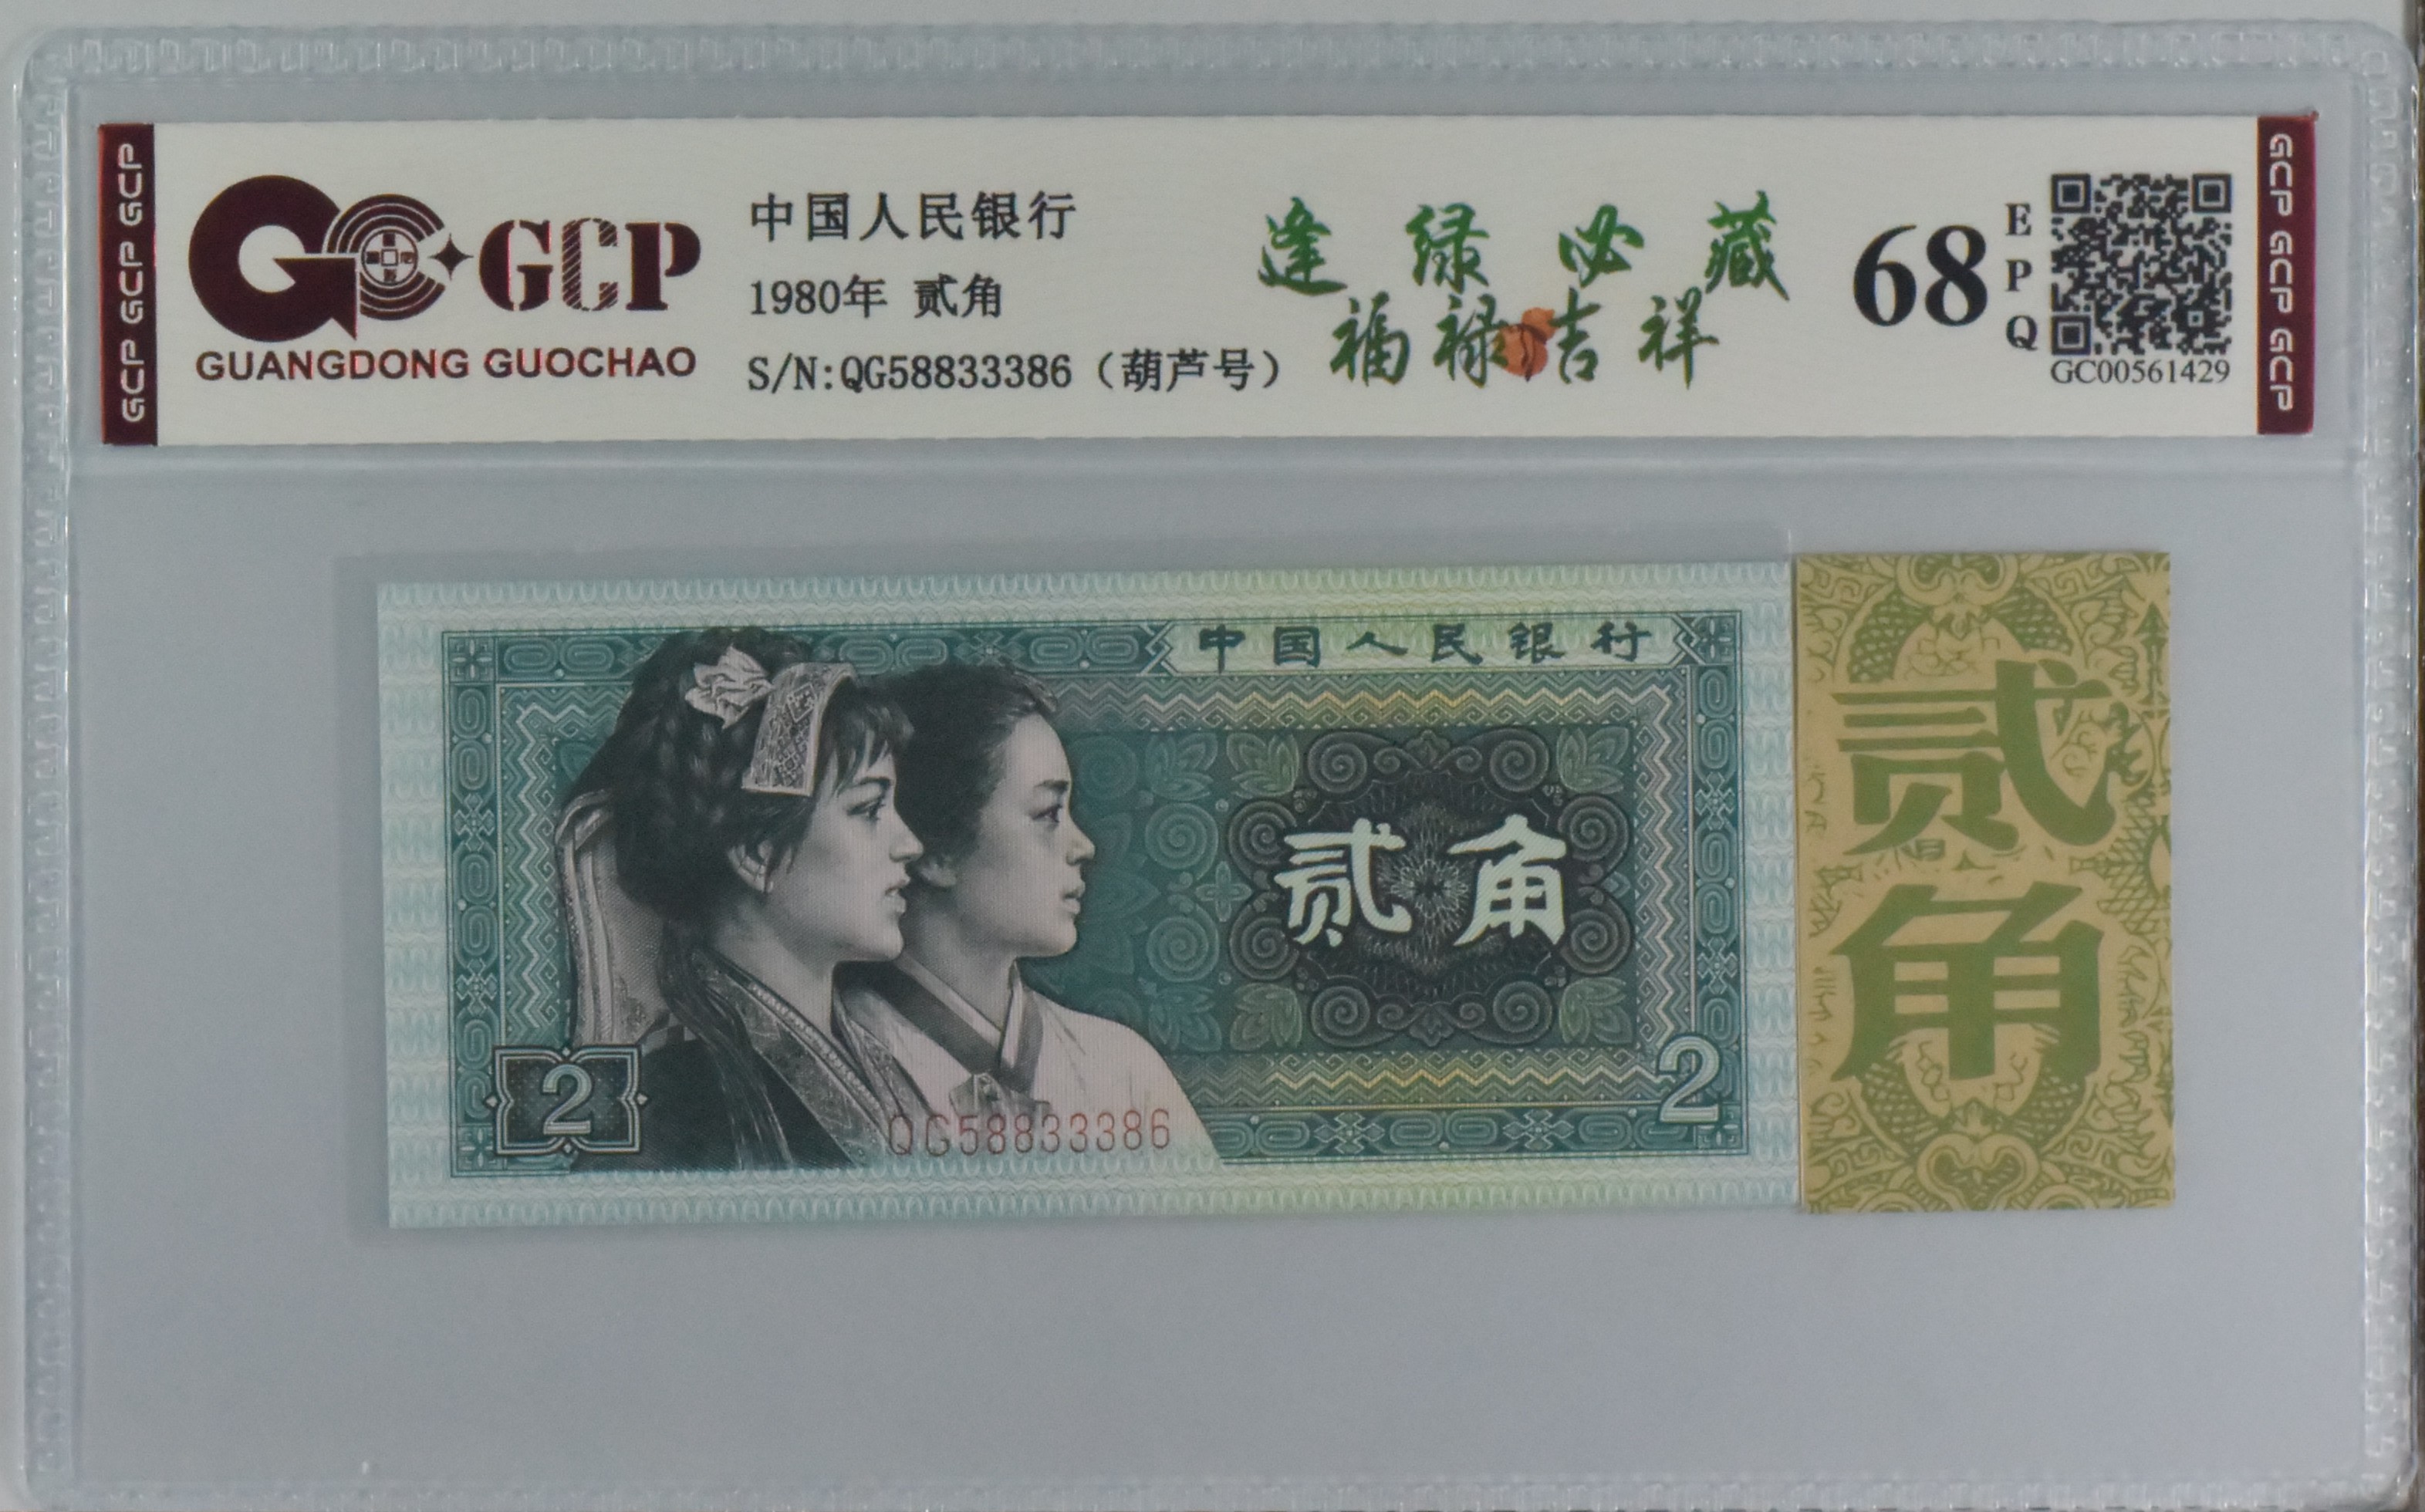 GCP GCP GCP
GCP
GUANGDONG GUOCHAO
中国人民银行
1980年 贰角
S/N:QG58833386（葫芦号）
逢绿必藏
福禄吉祥
68
EPQ
GC00561429
GCP GCP GCP
中国人民银行
贰角
2
QG58833386
2
贰角